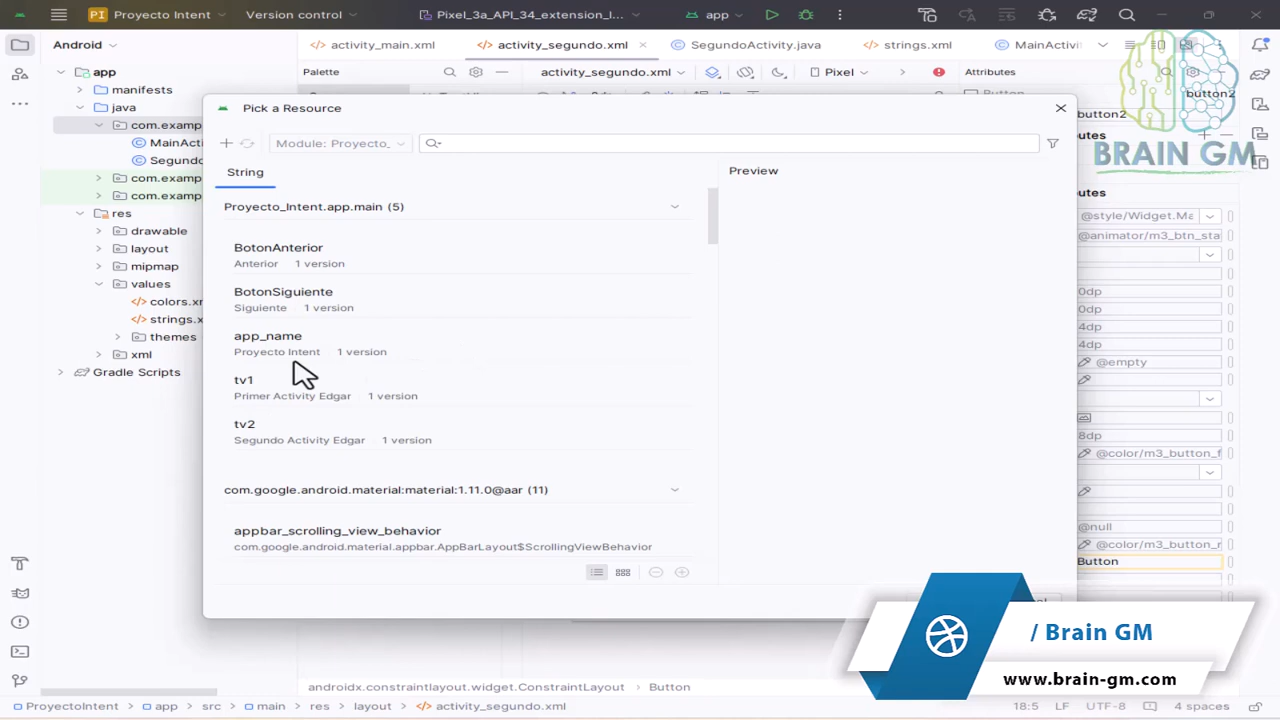 PI Proyecto Intent Version control Pixel_3a_API_34_extension_l... app
Android activity_main.xml activity_segundo.xml SegundoActivity.java strings.xml MainActivi
app Palette activity_segundo.xml Pixel Attributes
manifests
java
com.examp
MainActi
Segundo
com.examp
com.examp
res
drawable
layout
mipmap
values
colors.xm
strings.x
themes
xml
Gradle Scripts
Pick a Resource
Module: Proyecto_
String
Proyecto_Intent.app.main (5)
BotonAnterior
Anterior 1 version
BotonSiguiente
Siguiente 1 version
app_name
Proyecto Intent 1 version
tv1
Primer Activity Edgar 1 version
tv2
Segundo Activity Edgar 1 version
com.google.android.material:material:1.11.0@aar (11)
appbar_scrolling_view_behavior
com.google.android.material.appbar.AppBarLayout$ScrollingViewBehavior
Preview
Button
button2
button2
BRAIN GM
utes
utes
@style/Widget.Ma
@animator/m3_btn_sta
0dp
0dp
4dp
4dp
@empty
8dp
@color/m3_button_f
@null
@color/m3_button_r
Button
/ Brain GM
www.brain-gm.com
androidx.constraintlayout.widget.ConstraintLayout Button
ProyectoIntent app src main res layout activity_segundo.xml 18:5 LF UTF-8 4 spaces